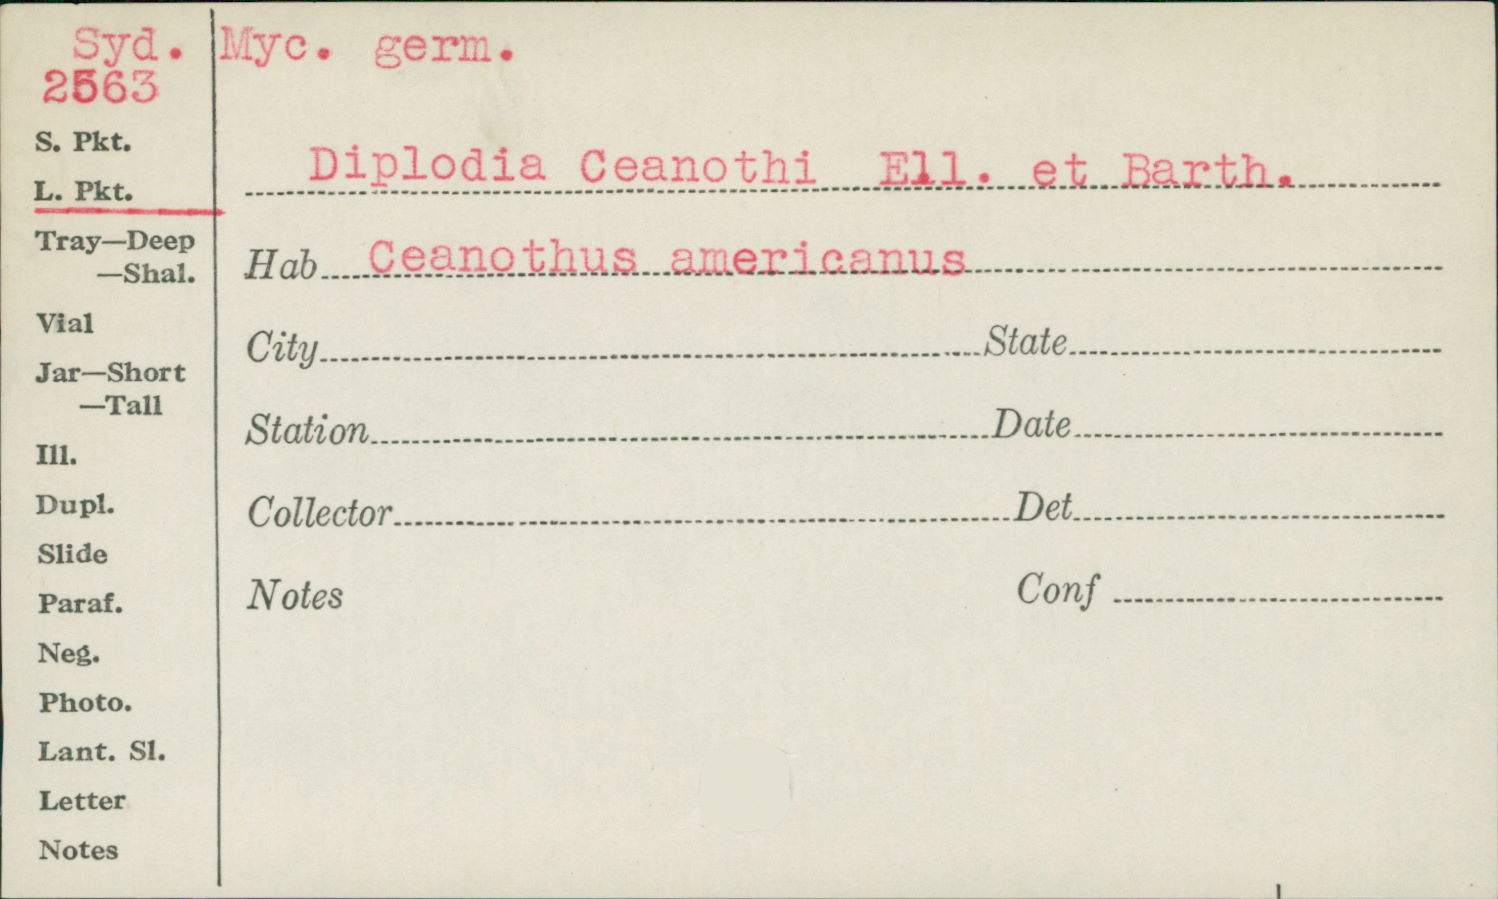 Syd. Myc. germ.
2563
S. Pkt.
Diplodia Ceanothi Ell. et Barth.
L. Pkt.
Tray—Deep
—Shal.
Hab Ceanothus americanus
Vial
City State
Jar—Short
—Tall
Station Date
Ill.
Dupl.
Collector Det
Slide
Paraf.
Notes Conf
Neg.
Photo.
Lant. Sl.
Letter
Notes